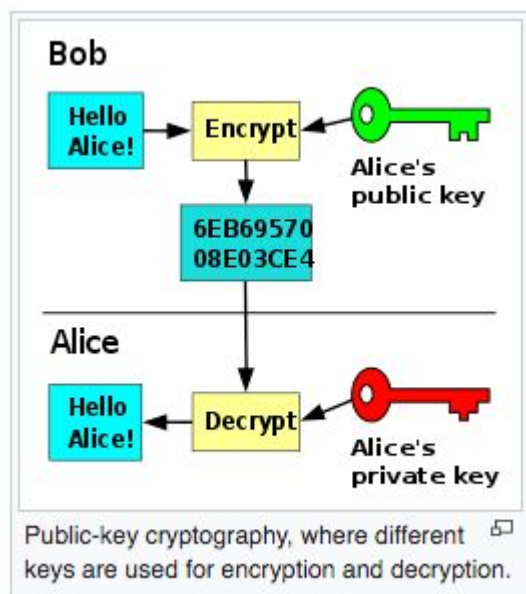 Bob
Hello
Alice!
Encrypt
Alice's
public key
6EB69570
08E03CE4
Alice
Hello
Alice!
Decrypt
Alice's
private key
Public-key cryptography, where different
keys are used for encryption and decryption.